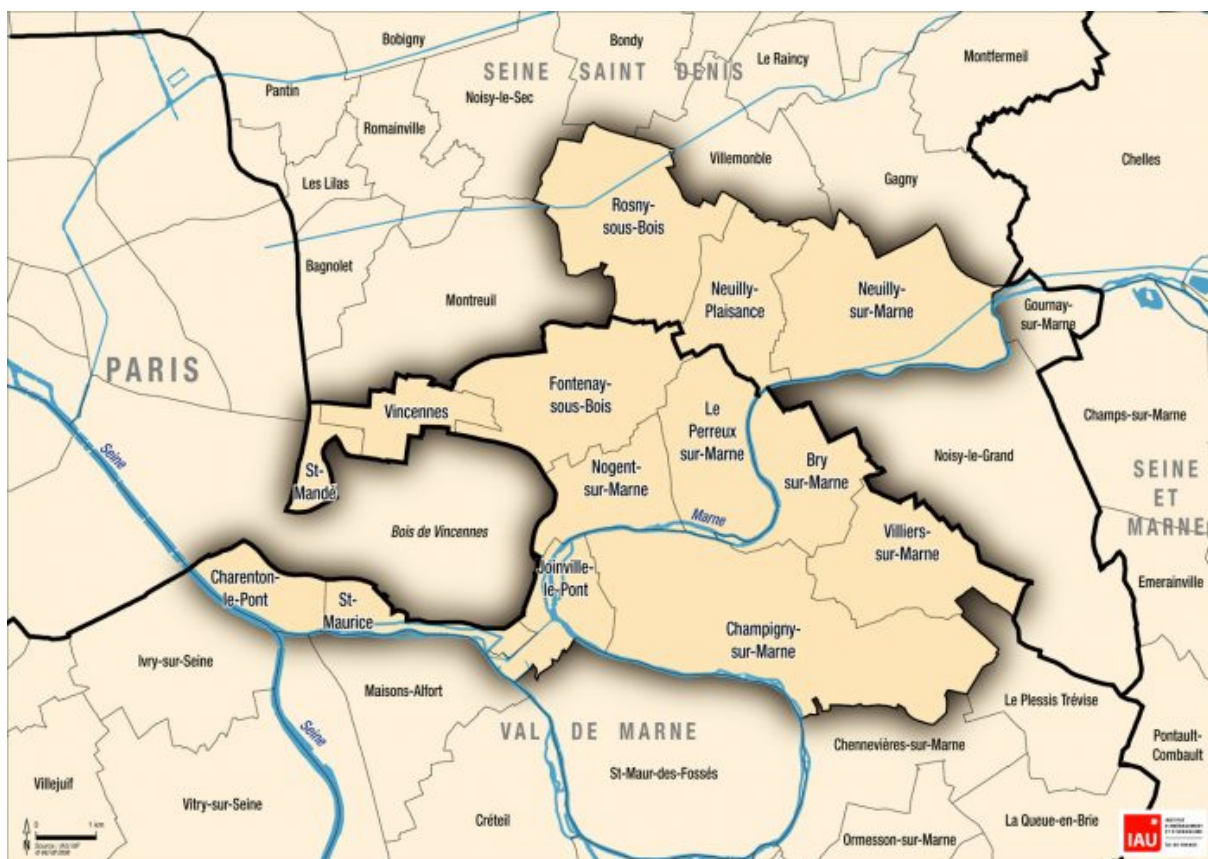 Bobigny
Bondy
Le Raincy
Montfermeil
SEINE SAINT DENIS
Pantin
Noisy-le-Sec
Romainville
Villemonble
Chelles
Les Lilas
Gagny
Rosny-
sous-Bois
Bagnolet
Montreuil
Neuilly-
Plaisance
Neuilly-
sur-Marne
Gournay-
sur-Marne
PARIS
Fontenay-
sous-Bois
Vincennes
Le
Perreux
sur-Marne
Champs-sur-Marne
Seine
St-
Mandé
Nogent-
sur-Marne
Bry
sur-Marne
Noisy-le-Grand
SEINE
ET
MARNE
Marne
Bois de Vincennes
Villiers-
sur-Marne
Joinville-
le-Pont
Charenton-
le-Pont
St-
Maurice
Emerainville
Champigny-
sur-Marne
Ivry-sur-Seine
Maisons-Alfort
Le Plessis Trévise
Seine
VAL DE MARNE
Chennevières-sur-Marne
Pontault-
Combault
St-Maur-des-Fossés
Villejuif
Vitry-sur-Seine
Créteil
La Queue-en-Brie
Ormesson-sur-Marne
0 1 km
N
IAU